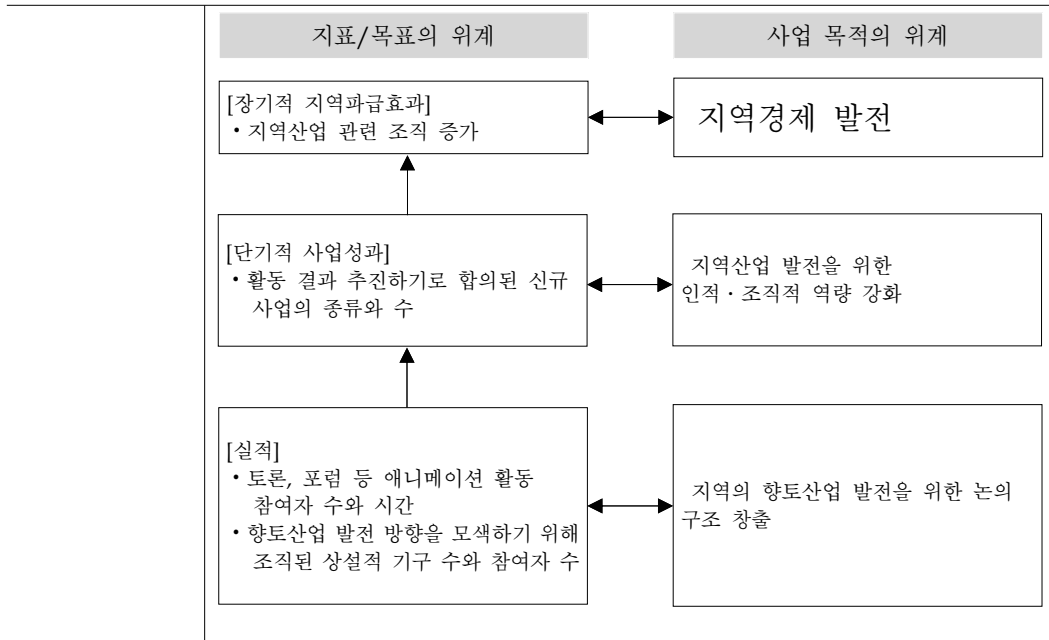 지표/목표의 위계
사업 목적의 위계
[장기적 지역파급효과]
• 지역산업 관련 조직 증가
지역경제 발전
[단기적 사업성과]
• 활동 결과 추진하기로 합의된 신규
사업의 종류와 수
지역산업 발전을 위한
인적·조직적 역량 강화
[실적]
• 토론, 포럼 등 애니메이션 활동
참여자 수와 시간
• 향토산업 발전 방향을 모색하기 위해
조직된 상설적 기구 수와 참여자 수
지역의 향토산업 발전을 위한 논의
구조 창출